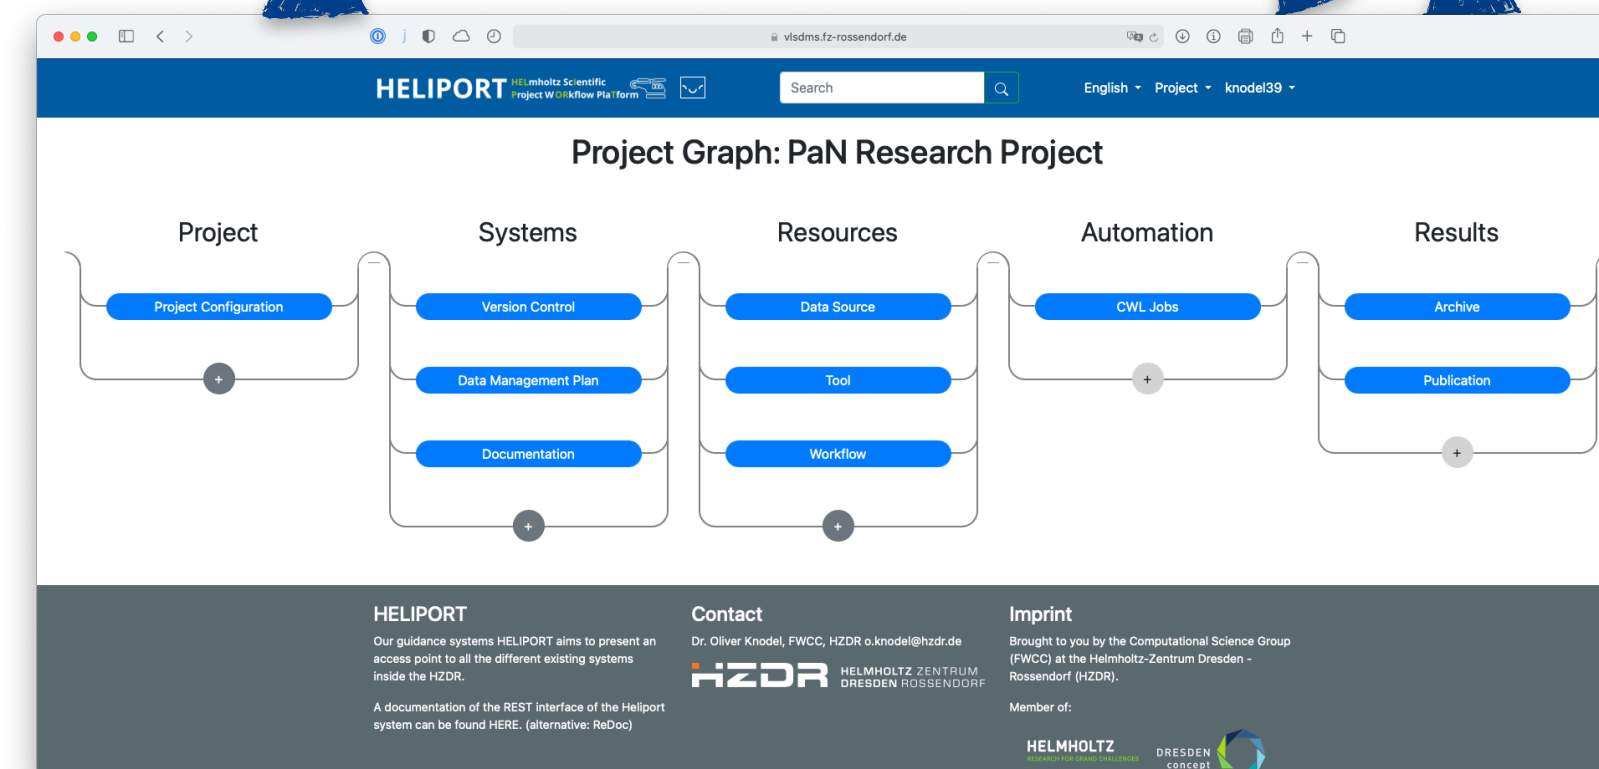 vlsdms.fz-rossendorf.de
HELIPORT HELmholtz ScIentific
Project WORkflow PlaTform
Search
English Project knodel39
Project Graph: PaN Research Project
Project Systems Resources Automation Results
Project Configuration Version Control Data Source CWL Jobs Archive
+ Data Management Plan Tool + Publication
Documentation Workflow +
+ +
HELIPORT
Our guidance systems HELIPORT aims to present an
access point to all the different existing systems
inside the HZDR.
A documentation of the REST interface of the Heliport
system can be found HERE. (alternative: ReDoc)
Contact
Dr. Oliver Knodel, FWCC, HZDR o.knodel@hzdr.de
HZDR HELMHOLTZ ZENTRUM
DRESDEN ROSSENDORF
Imprint
Brought to you by the Computational Science Group
(FWCC) at the Helmholtz-Zentrum Dresden -
Rossendorf (HZDR).
Member of:
HELMHOLTZ
RESEARCH FOR GRAND CHALLENGES
DRESDEN
concept